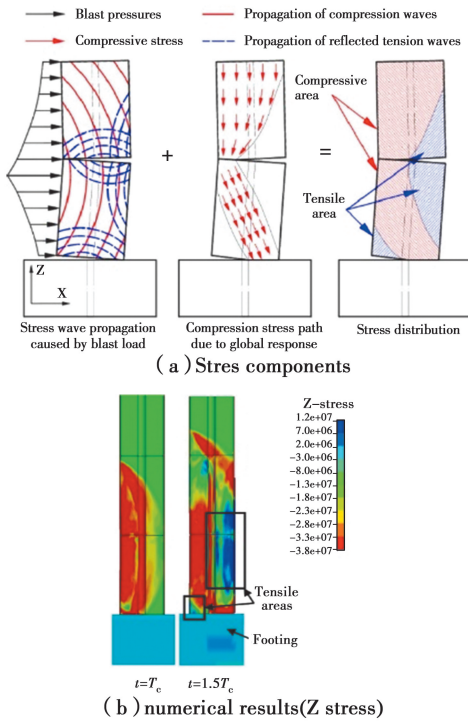 Blast pressures
Propagation of compression waves
Compressive stress
Propagation of reflected tension waves
Compressive
area
+
=
Tensile
area
Z
X
Stress wave propagation
caused by blast load
Compression stress path
due to global response
Stress distribution
(a) Stres components
Z-stress
1.2e+07
7.0e+06
2.0e+06
-3.0e+06
-8.0e+06
-1.3e+07
-1.8e+07
-2.3e+07
-2.8e+07
-3.3e+07
-3.8e+07
Tensile
areas
Footing
t=Tc
t=1.5Tc
(b) numerical results(Z stress)